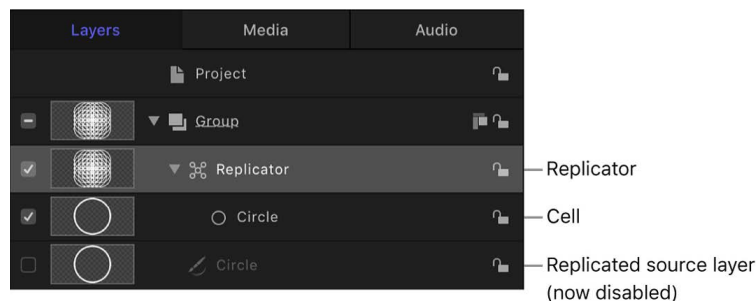 Layers Media Audio
Project
Group
Replicator Replicator
Circle Cell
Circle Replicated source layer
(now disabled)